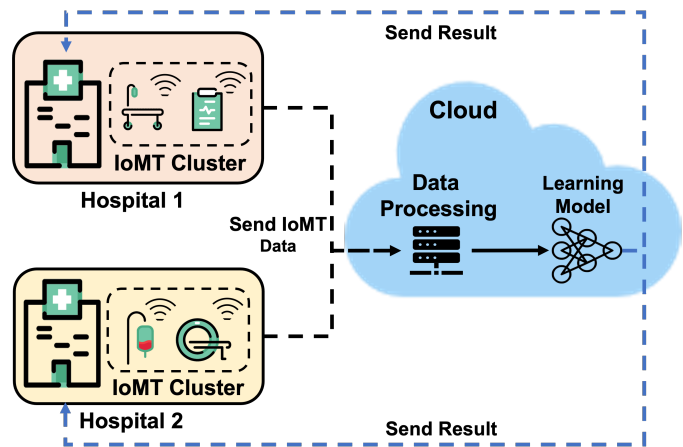 Send Result
IoMT Cluster
Hospital 1
Cloud
Data
Processing
Learning
Model
Send IoMT
Data
IoMT Cluster
Hospital 2
Send Result